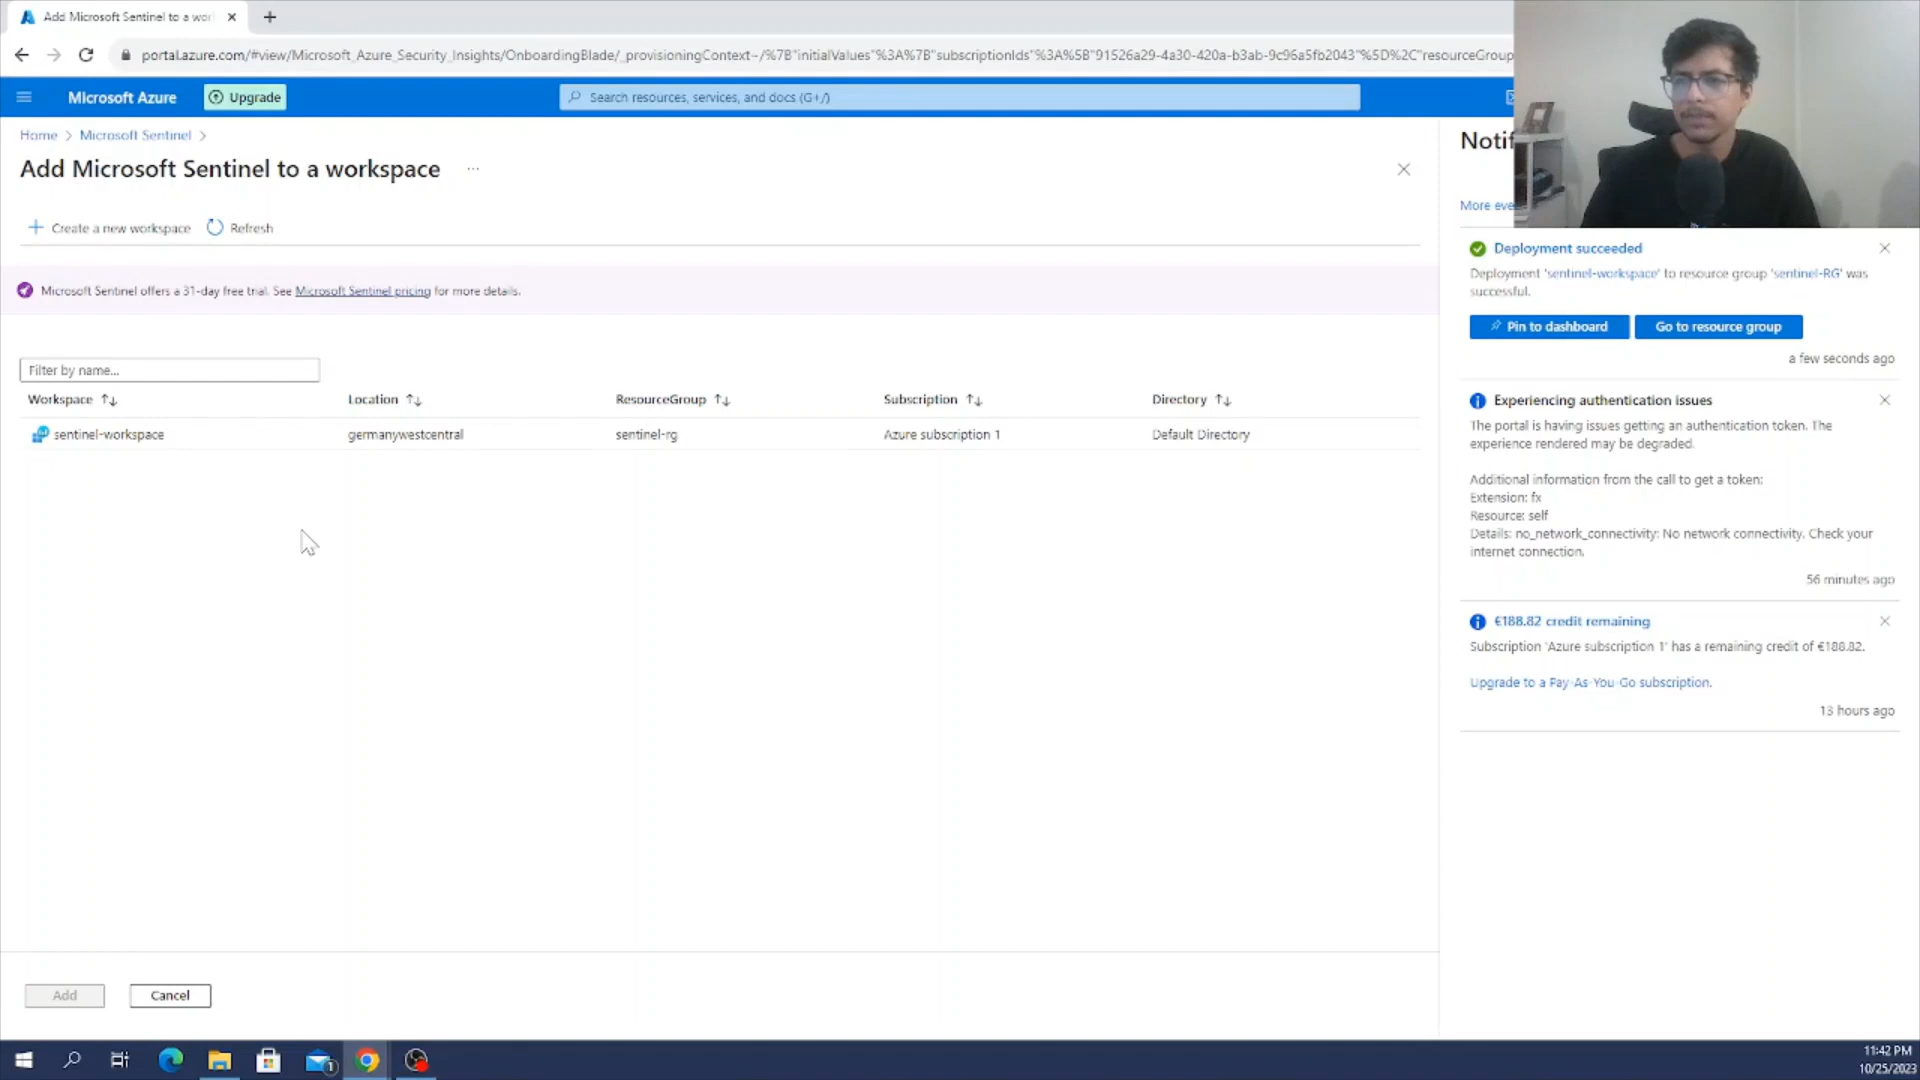 Add Microsoft Sentinel to a wor
portal.azure.com/#view/Microsoft_Azure_Security_Insights/OnboardingBlade/_provisioningContext~/%7B"initialValues"%3A%7B"subscriptionIds"%3A%5B"91526a29-4a30-420a-b3ab-9c96a5fb2043"%5D%2C"resourceGroup
Microsoft Azure
Upgrade
Search resources, services, and docs (G+/)
Home > Microsoft Sentinel >
Add Microsoft Sentinel to a workspace ...
Create a new workspace
Refresh
Microsoft Sentinel offers a 31-day free trial. See Microsoft Sentinel pricing for more details.
Filter by name...
Workspace
Location
ResourceGroup
Subscription
Directory
sentinel-workspace
germanywestcentral
sentinel-rg
Azure subscription 1
Default Directory
Add
Cancel
Notif
More eve
Deployment succeeded
Deployment 'sentinel-workspace' to resource group 'sentinel-RG' was
successful.
Pin to dashboard
Go to resource group
a few seconds ago
Experiencing authentication issues
The portal is having issues getting an authentication token. The
experience rendered may be degraded.
Additional information from the call to get a token:
Extension: fx
Resource: self
Details: no_network_connectivity: No network connectivity. Check your
internet connection.
56 minutes ago
€188.82 credit remaining
Subscription 'Azure subscription 1' has a remaining credit of €188.82.
Upgrade to a Pay-As-You-Go subscription.
13 hours ago
1
11:42 PM
10/25/2023